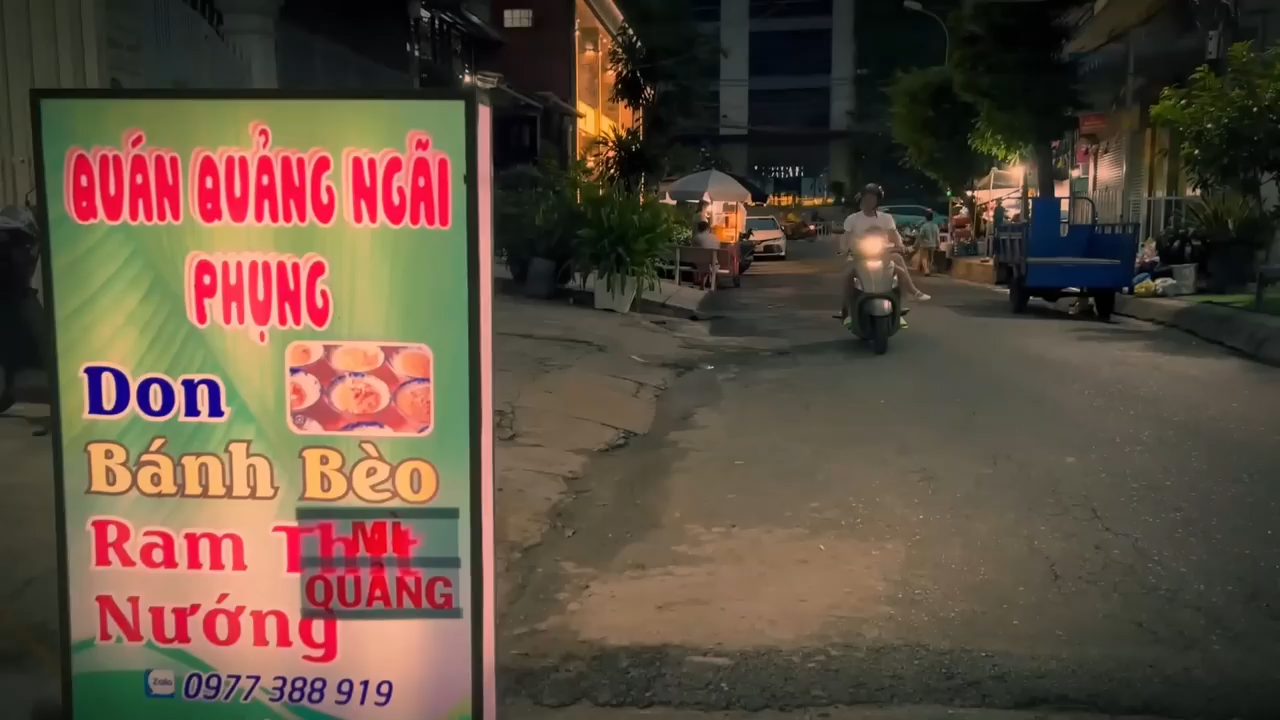 QUÁN QUẢNG NGÃI
PHỤNG
Don
Bánh Bèo
Ram Thịt
MÌ
QUẢNG
Nướng
Zalo 0977 388 919